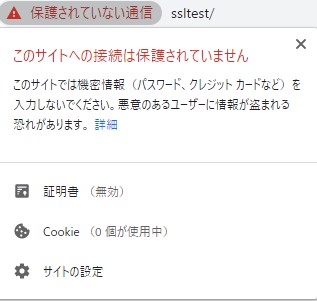 保護されていない通信 ssltest/
このサイトへの接続は保護されていません
このサイトでは機密情報（パスワード、クレジット カードなど）を
入力しないでください。悪意のあるユーザーに情報が盗まれる
恐れがあります。 詳細
証明書 （無効）
Cookie （0 個が使用中）
サイトの設定